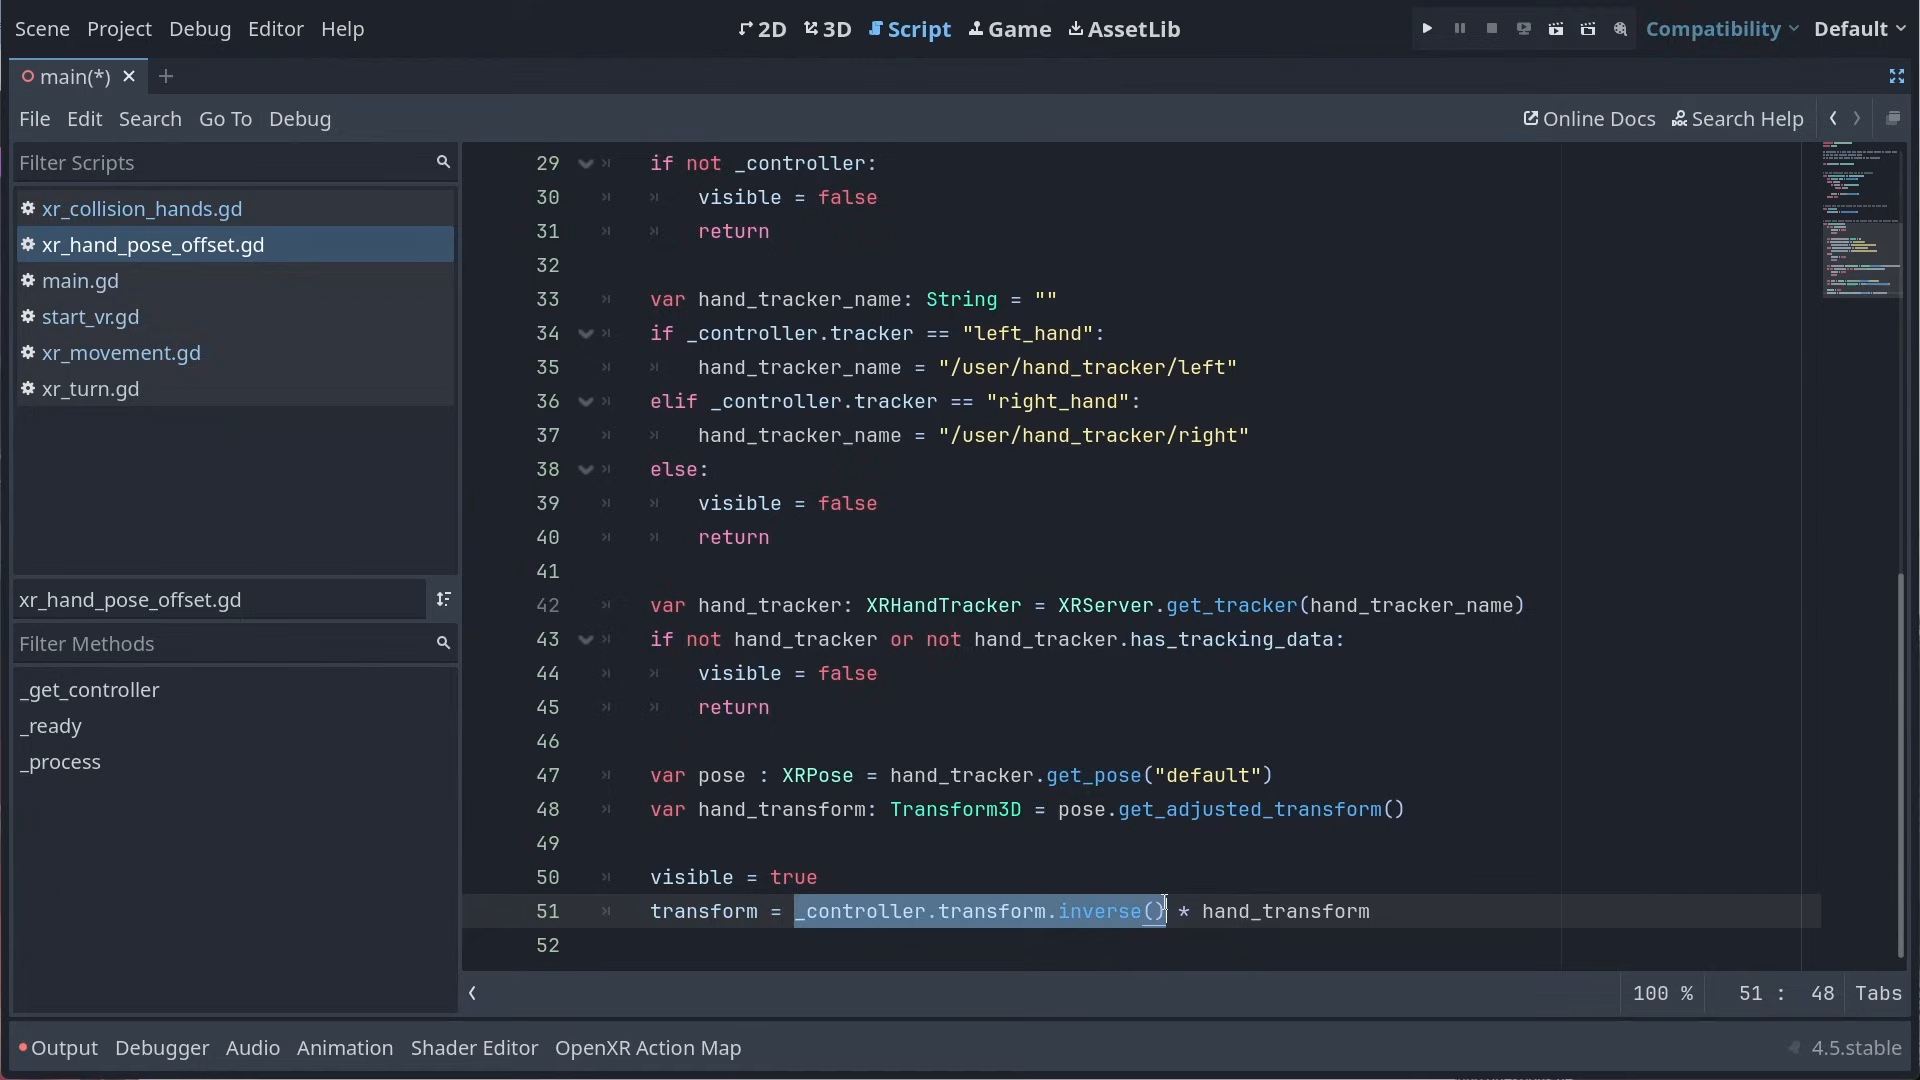 Scene Project Debug Editor Help 2D 3D Script Game AssetLib Compatibility Default
main(*)
File Edit Search Go To Debug Online Docs Search Help
Filter Scripts
xr_collision_hands.gd
xr_hand_pose_offset.gd
main.gd
start_vr.gd
xr_movement.gd
xr_turn.gd
xr_hand_pose_offset.gd
Filter Methods
_get_controller
_ready
_process
29 if not _controller:
30 visible = false
31 return
32
33 var hand_tracker_name: String = ""
34 if _controller.tracker == "left_hand":
35 hand_tracker_name = "/user/hand_tracker/left"
36 elif _controller.tracker == "right_hand":
37 hand_tracker_name = "/user/hand_tracker/right"
38 else:
39 visible = false
40 return
41
42 var hand_tracker: XRHandTracker = XRServer.get_tracker(hand_tracker_name)
43 if not hand_tracker or not hand_tracker.has_tracking_data:
44 visible = false
45 return
46
47 var pose : XRPose = hand_tracker.get_pose("default")
48 var hand_transform: Transform3D = pose.get_adjusted_transform()
49
50 visible = true
51 transform = _controller.transform.inverse() * hand_transform
52
100 % 51 : 48 Tabs
Output Debugger Audio Animation Shader Editor OpenXR Action Map 4.5.stable